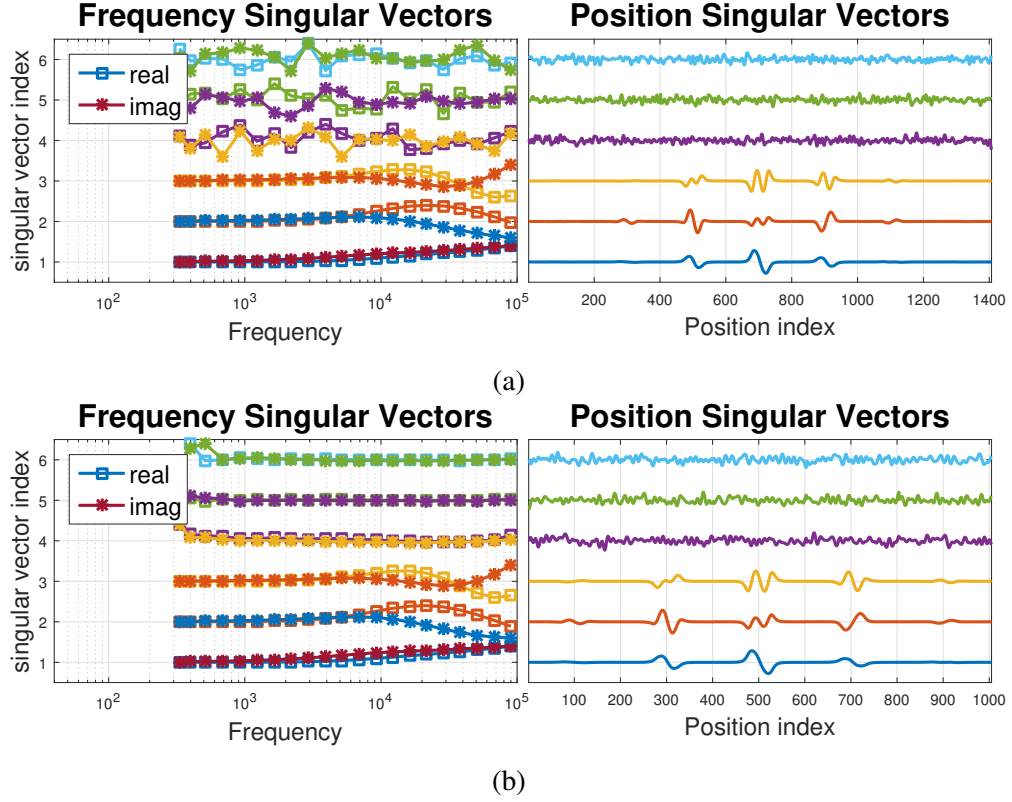 Frequency Singular Vectors
Position Singular Vectors
singular vector index
6
5
4
3
2
1
real
imag
10^2
10^3
10^4
10^5
Frequency
200
400
600
800
1000
1200
1400
Position index
(a)
Frequency Singular Vectors
Position Singular Vectors
singular vector index
6
5
4
3
2
1
real
imag
10^2
10^3
10^4
10^5
Frequency
100
200
300
400
500
600
700
800
900
1000
Position index
(b)